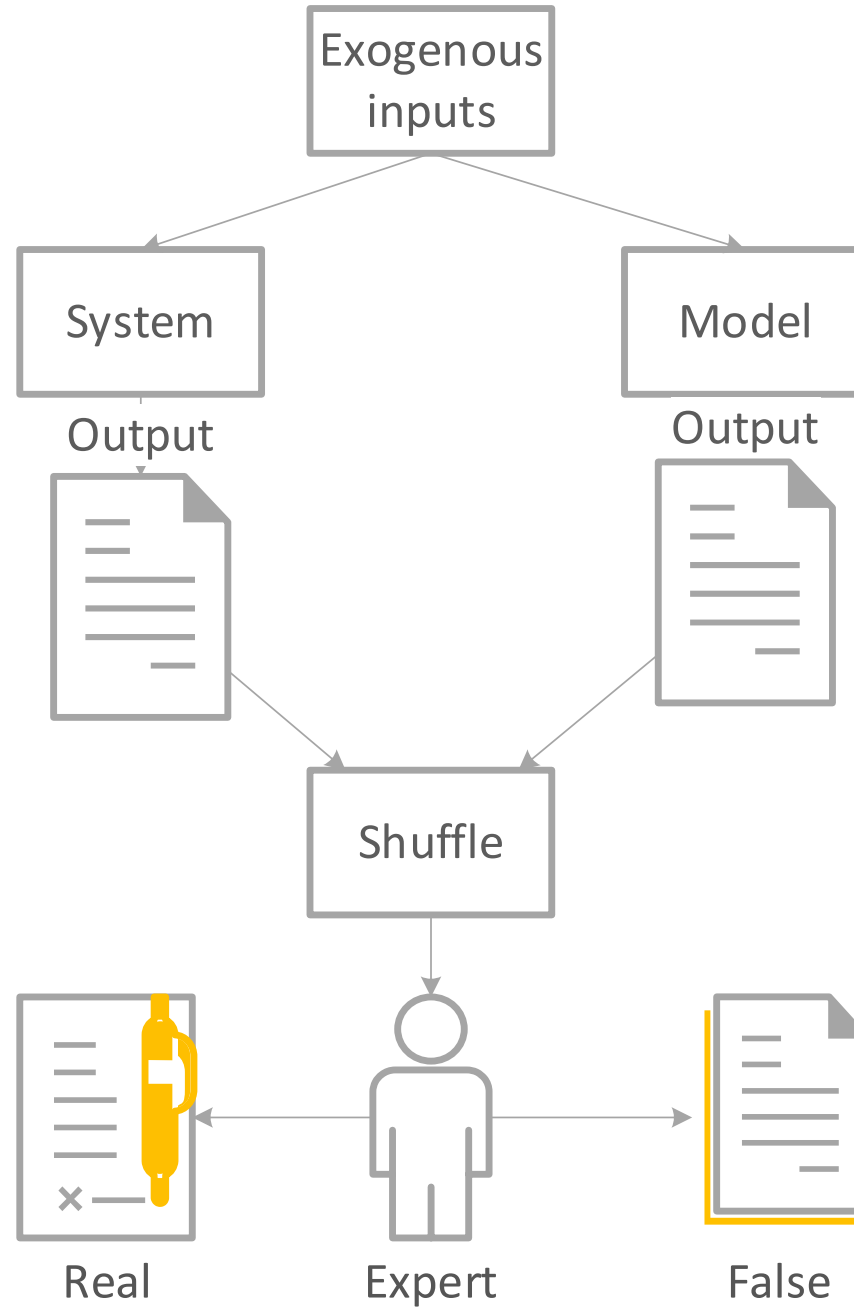 Exogenous
inputs
System
Model
Output
Output
Shuffle
Real
Expert
False